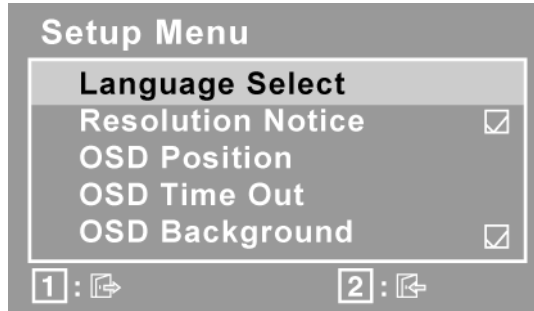 Setup Menu
Language Select
Resolution Notice
OSD Position
OSD Time Out
OSD Background
1 : 2 :